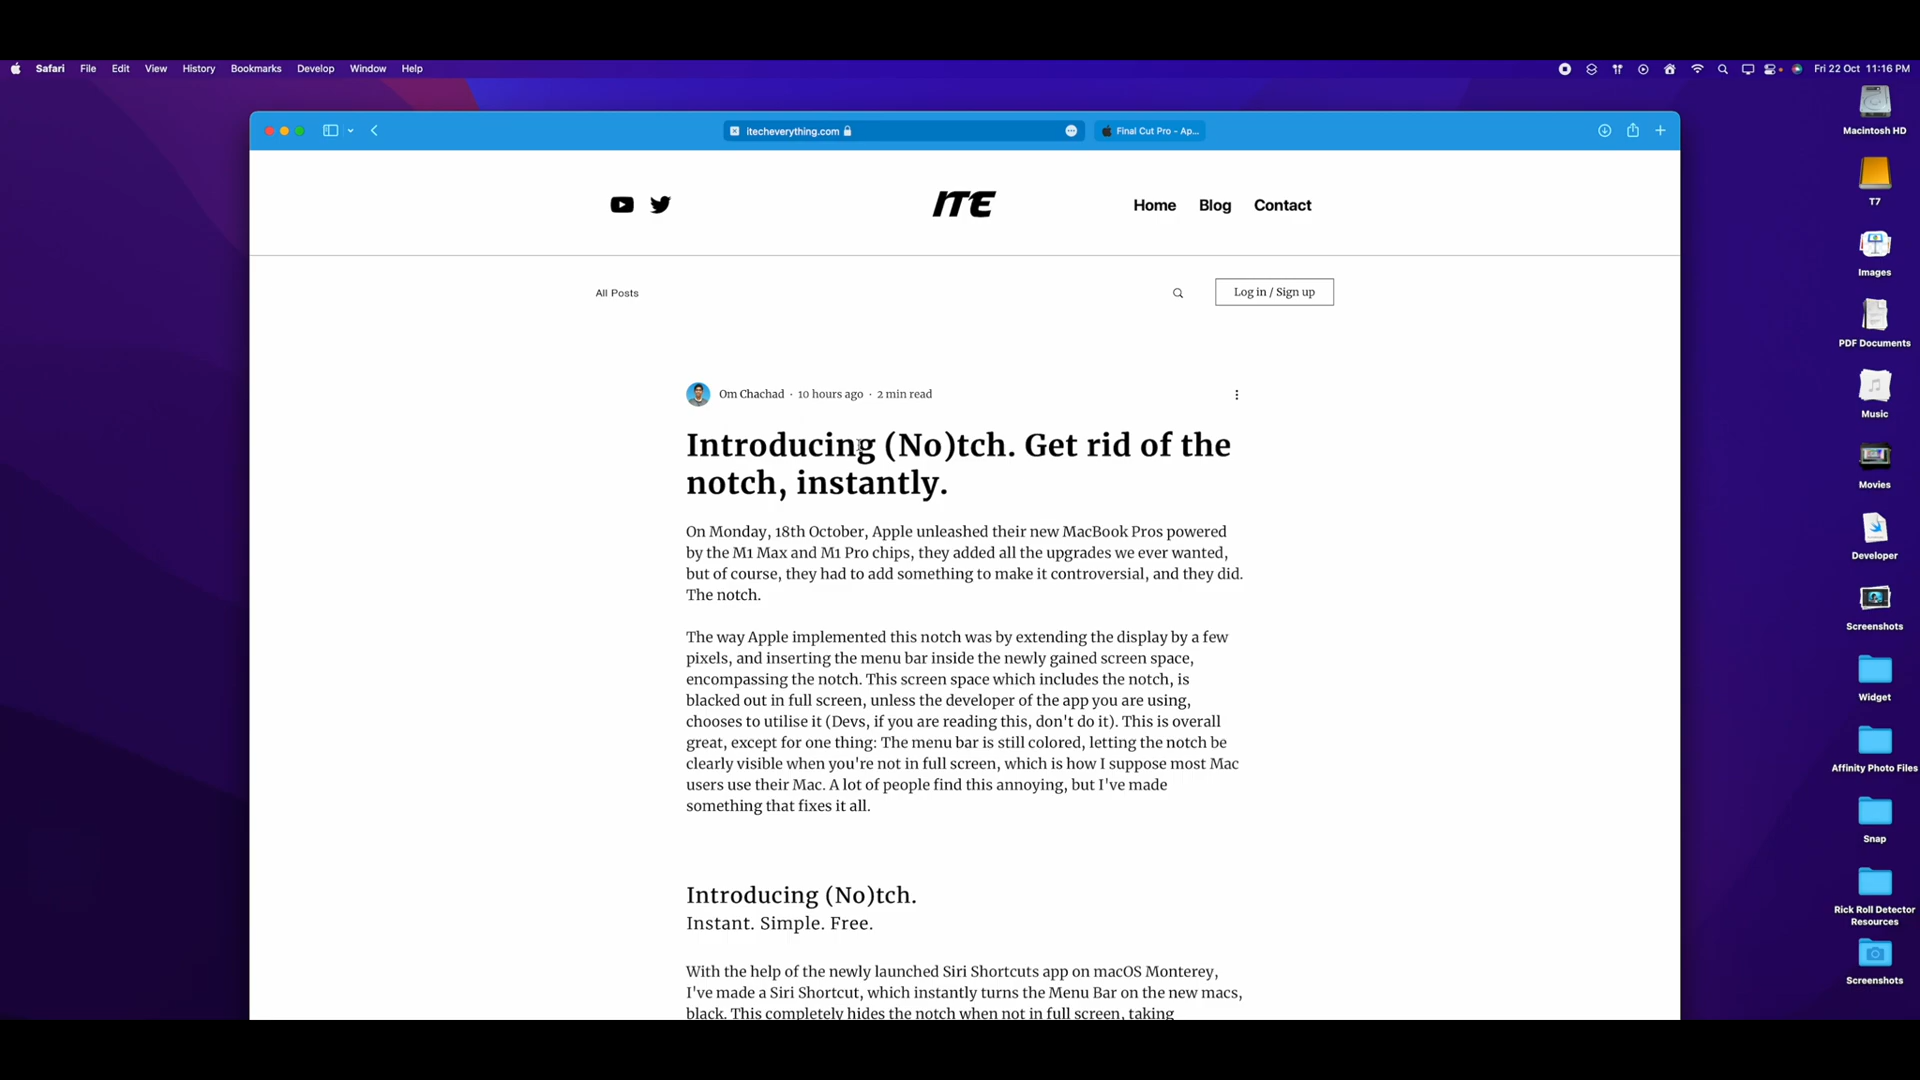 Safari File Edit View History Bookmarks Develop Window Help
Fri 22 Oct 11:16 PM
itecheverything.com
Final Cut Pro - Ap...
ITE
Home Blog Contact
All Posts
Log in / Sign up
Om Chachad · 10 hours ago · 2 min read
Introducing (No)tch. Get rid of the
notch, instantly.
On Monday, 18th October, Apple unleashed their new MacBook Pros powered
by the M1 Max and M1 Pro chips, they added all the upgrades we ever wanted,
but of course, they had to add something to make it controversial, and they did.
The notch.
The way Apple implemented this notch was by extending the display by a few
pixels, and inserting the menu bar inside the newly gained screen space,
encompassing the notch. This screen space which includes the notch, is
blacked out in full screen, unless the developer of the app you are using,
chooses to utilise it (Devs, if you are reading this, don't do it). This is overall
great, except for one thing: The menu bar is still colored, letting the notch be
clearly visible when you're not in full screen, which is how I suppose most Mac
users use their Mac. A lot of people find this annoying, but I've made
something that fixes it all.
Introducing (No)tch.
Instant. Simple. Free.
With the help of the newly launched Siri Shortcuts app on macOS Monterey,
I've made a Siri Shortcut, which instantly turns the Menu Bar on the new macs,
black. This completely hides the notch when not in full screen, taking
Macintosh HD
T7
Images
PDF Documents
Music
Movies
Developer
Screenshots
Widget
Affinity Photo Files
Snap
Rick Roll Detector
Resources
Screenshots